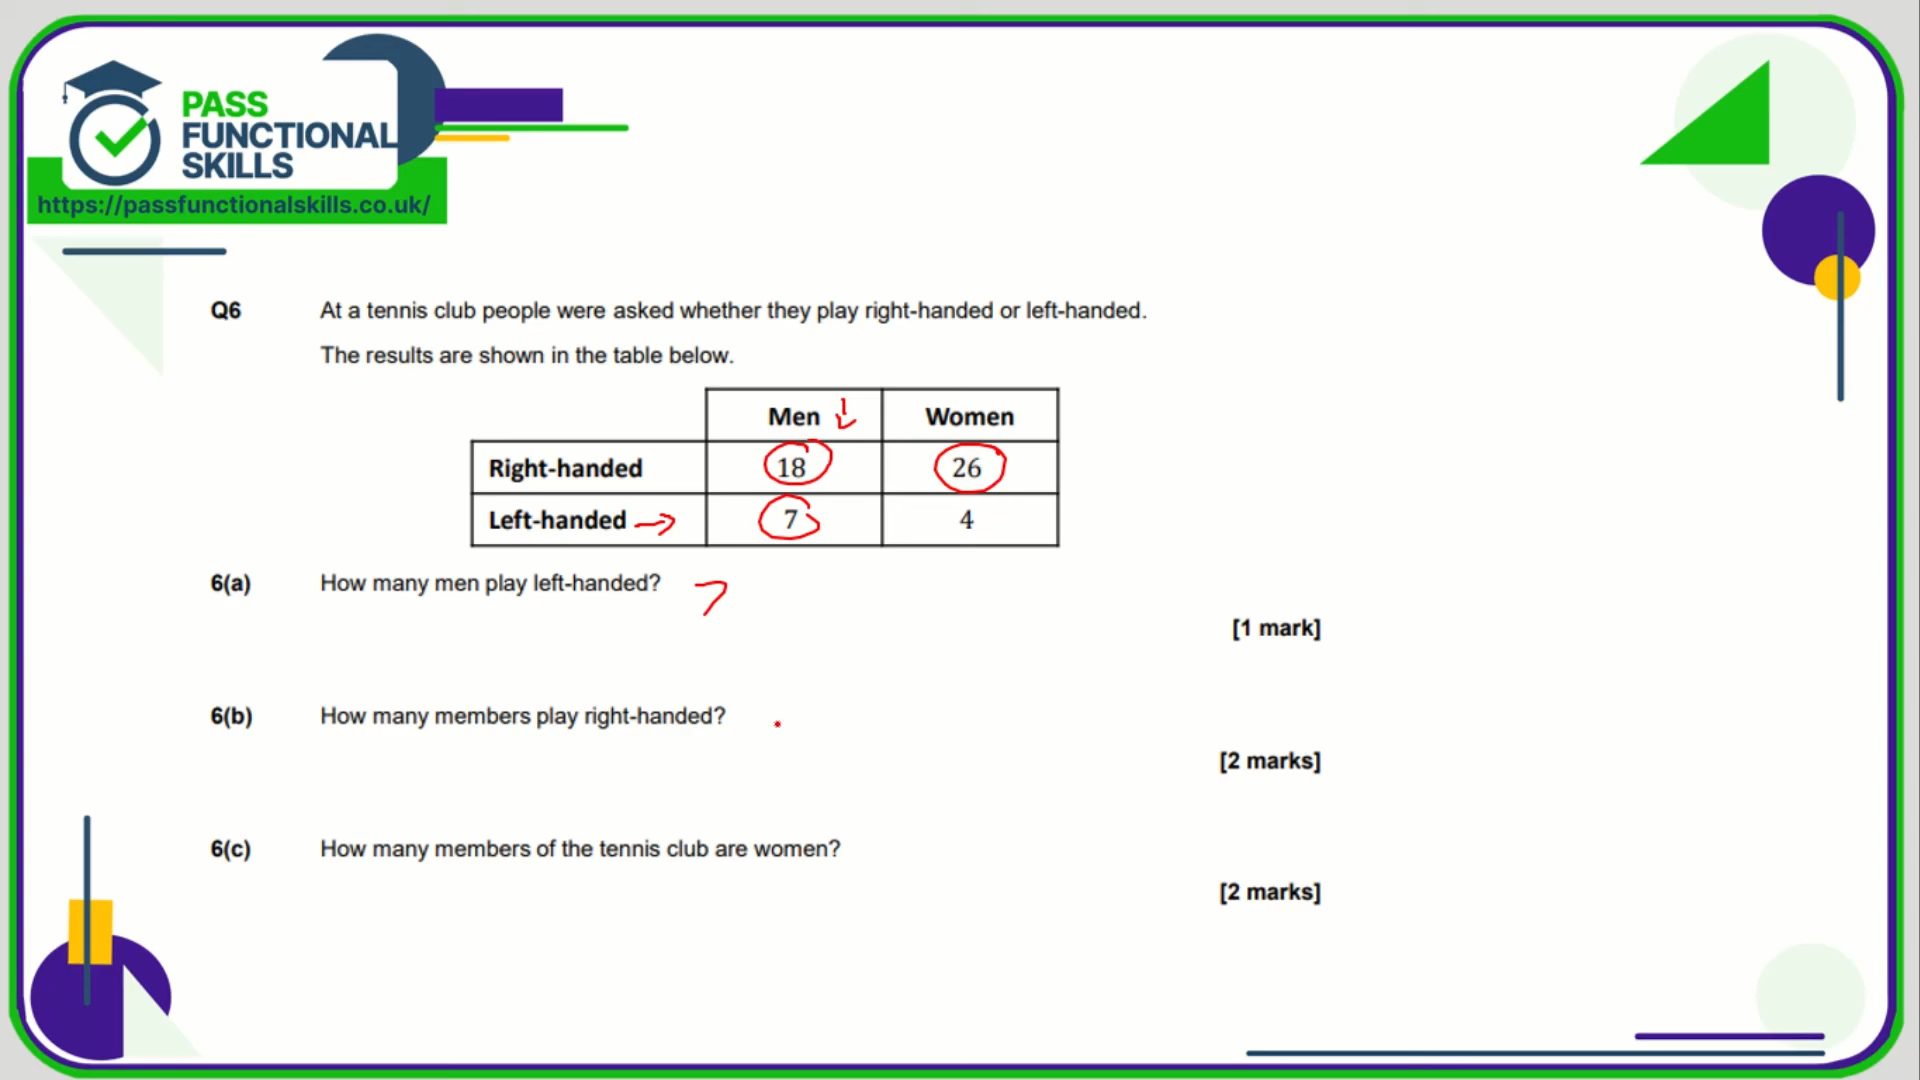 PASS
FUNCTIONAL
SKILLS
https://passfunctionalskills.co.uk/
Q6 At a tennis club people were asked whether they play right-handed or left-handed.
The results are shown in the table below.
Men Women
Right-handed 18 26
Left-handed 7 4
6(a) How many men play left-handed? 7
[1 mark]
6(b) How many members play right-handed?
[2 marks]
6(c) How many members of the tennis club are women?
[2 marks]